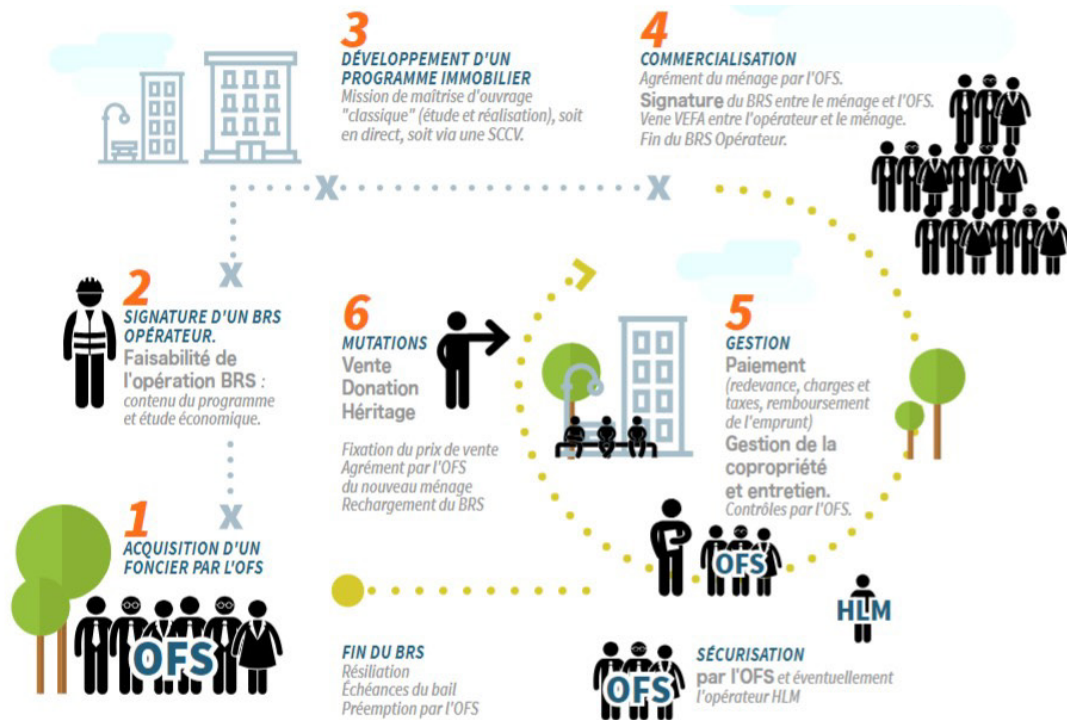 1
ACQUISITION D'UN
FONCIER PAR L'OFS
OFS
2
SIGNATURE D'UN BRS
OPÉRATEUR.
Faisabilité de
l'opération BRS :
contenu du programme
et étude économique.
3
DÉVELOPPEMENT D'UN
PROGRAMME IMMOBILIER
Mission de maîtrise d'ouvrage
"classique" (étude et réalisation), soit
en direct, soit via une SCCV.
4
COMMERCIALISATION
Agrément du ménage par l'OFS.
Signature du BRS entre le ménage et l'OFS.
Vene VEFA entre l'opérateur et le ménage.
Fin du BRS Opérateur.
5
GESTION
Paiement
(redevance, charges et
taxes, remboursement
de l'emprunt)
Gestion de la
copropriété
et entretien.
Contrôles par l'OFS.
OFS
6
MUTATIONS
Vente
Donation
Héritage
Fixation du prix de vente
Agrément par l'OFS
du nouveau ménage
Rechargement du BRS
FIN DU BRS
Résiliation
Échéances du bail
Préemption par l'OFS
HLM
OFS
SÉCURISATION
par l'OFS et éventuellement
l'opérateur HLM